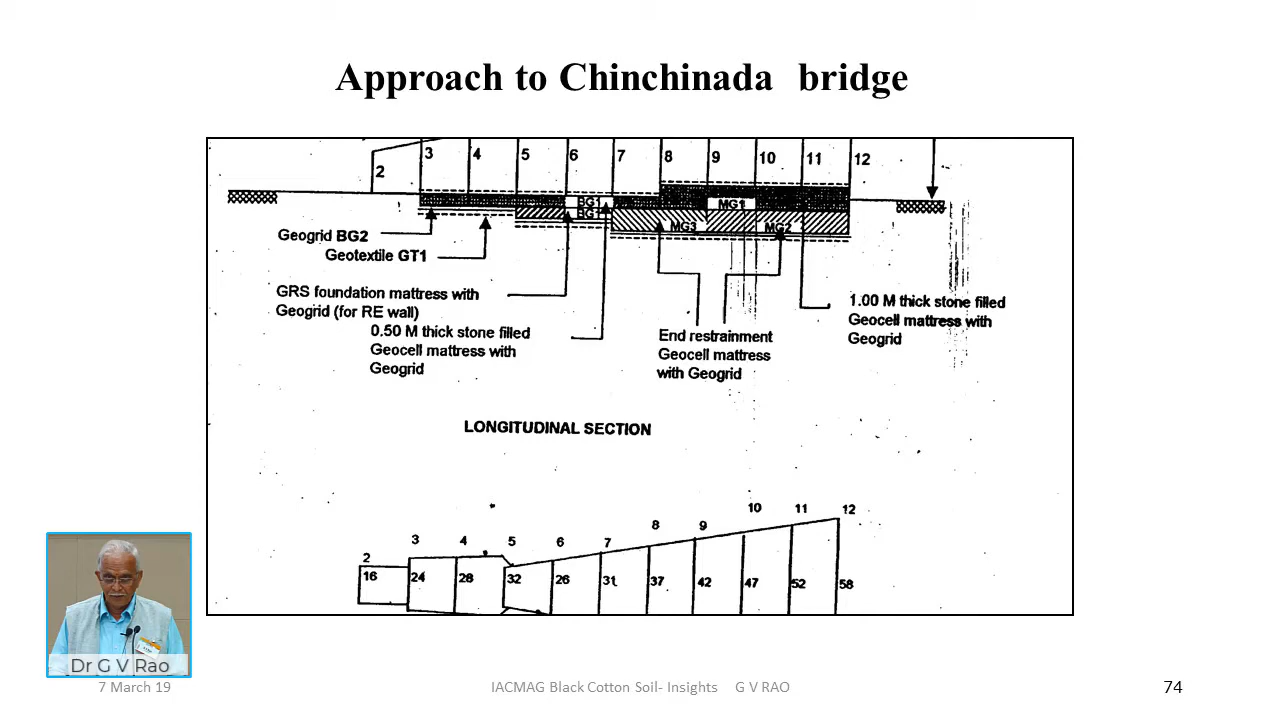 Approach to Chinchinada bridge
2 3 4 5 6 7 8 9 10 11 12
BG1
BG1
MG1
MG3 MG2
Geogrid BG2
Geotextile GT1
GRS foundation mattress with
Geogrid (for RE wall)
0.50 M thick stone filled
Geocell mattress with
Geogrid
End restrainment
Geocell mattress
with Geogrid
1.00 M thick stone filled
Geocell mattress with
Geogrid
LONGITUDINAL SECTION
2 3 4 5 6 7 8 9 10 11 12
16 24 28 32 26 31 37 42 47 52 58
Dr G V Rao
7 March 19
IACMAG Black Cotton Soil- Insights G V RAO
74